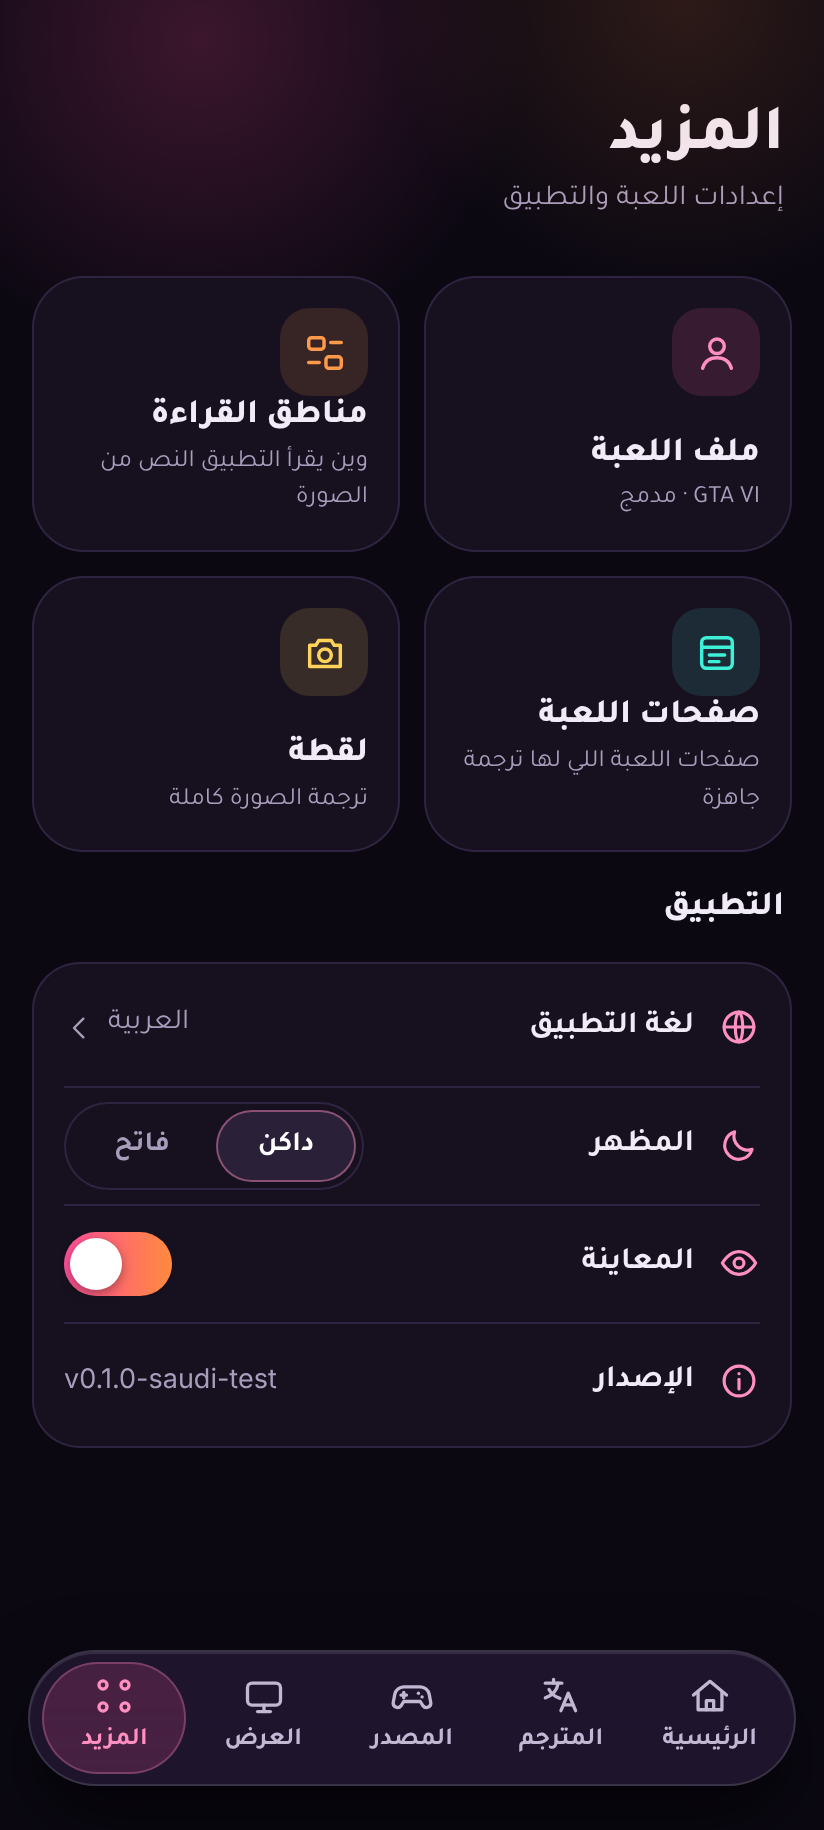 المزيد
إعدادات اللعبة والتطبيق
ملف اللعبة
GTA VI · مدمج
مناطق القراءة
وين يقرأ التطبيق النص من
الصورة
صفحات اللعبة
صفحات اللعبة اللي لها ترجمة
جاهزة
لقطة
ترجمة الصورة كاملة
التطبيق
لغة التطبيق
العربية
المظهر
داكن
فاتح
المعاينة
الإصدار
v0.1.0-saudi-test
الرئيسية
المترجم
المصدر
العرض
المزيد